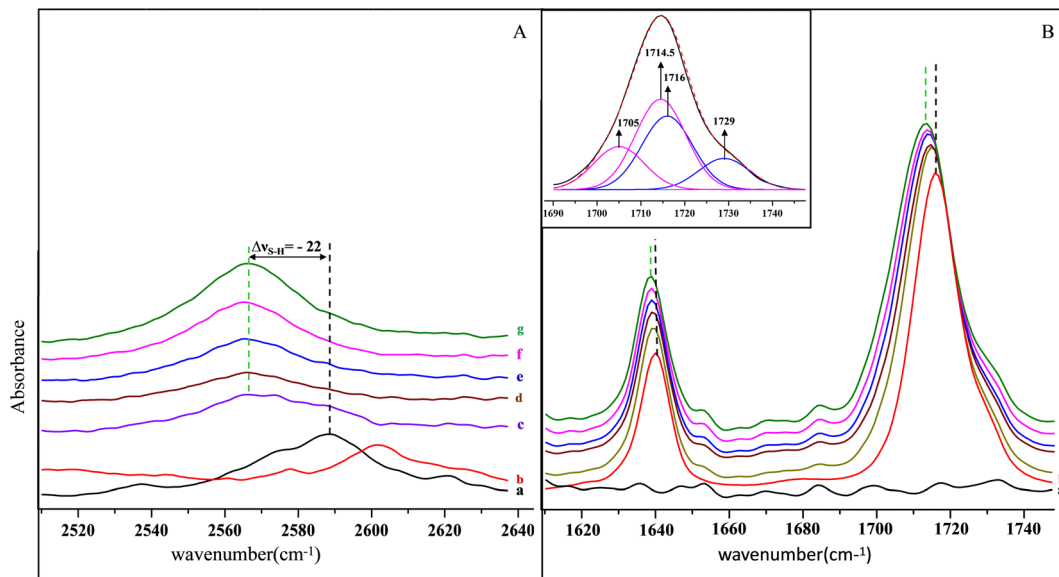 A
Absorbance
Δν S-H = - 22
g
f
e
d
c
b
a
2520 2540 2560 2580 2600 2620 2640
wavenumber(cm-1)
B
1714.5
1716
1705
1729
1690 1700 1710 1720 1730 1740
1620 1640 1660 1680 1700 1720 1740
wavenumber(cm-1)